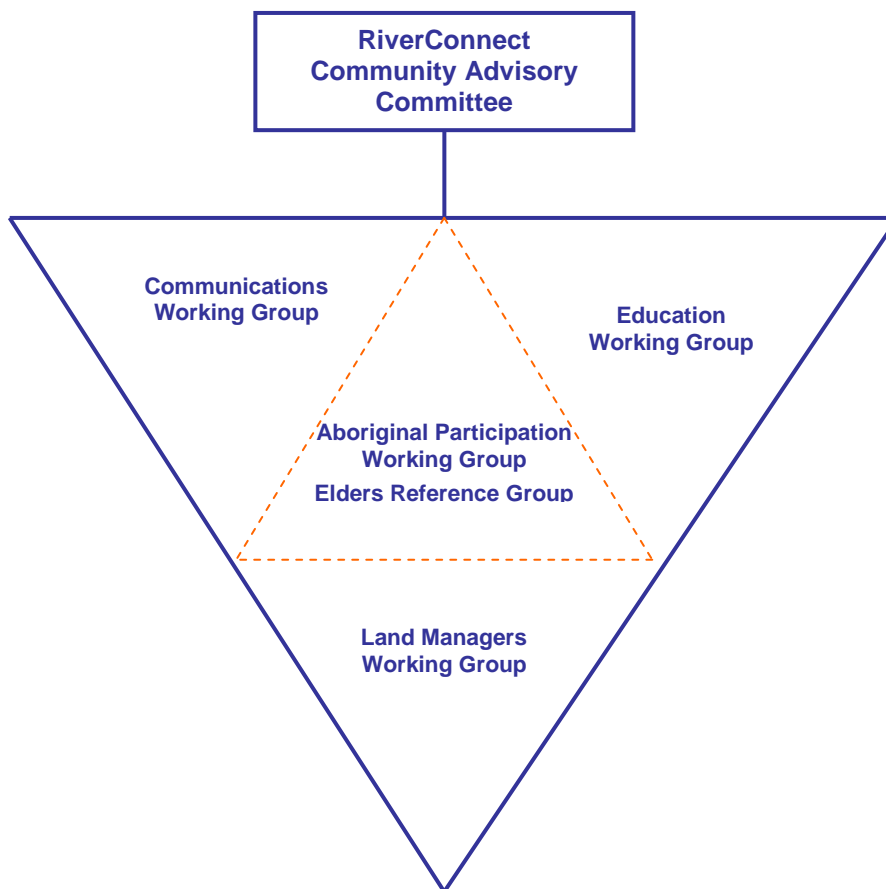 RiverConnect
Community Advisory
Committee
Communications
Working Group
Education
Working Group
Aboriginal Participation
Working Group
Elders Reference Group
Land Managers
Working Group